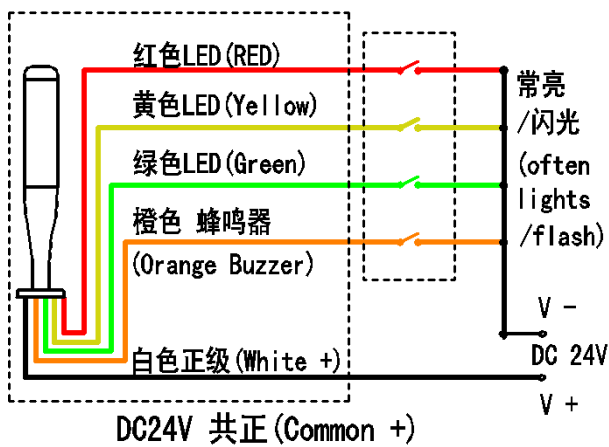 红色LED(RED)
黄色LED(Yellow)
绿色LED(Green)
橙色 蜂鸣器
(Orange Buzzer)
白色正级(White +)
常亮
/闪光
(often
lights
/flash)
V -
DC 24V
V +
DC24V 共正(Common +)